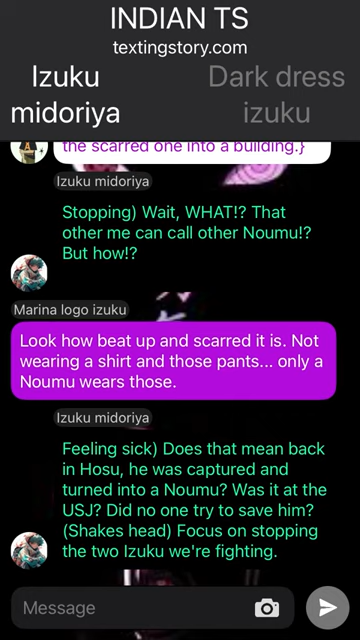 INDIAN TS
textingstory.com
Izuku
midoriya
Dark dress
izuku
the scarred one into a building.}
Izuku midoriya
Stopping) Wait, WHAT!? That
other me can call other Noumu!?
But how!?
Marina logo izuku
Look how beat up and scarred it is. Not
wearing a shirt and those pants... only a
Noumu wears those.
Izuku midoriya
Feeling sick) Does that mean back
in Hosu, he was captured and
turned into a Noumu? Was it at the
USJ? Did no one try to save him?
(Shakes head) Focus on stopping
the two Izuku we're fighting.
Message